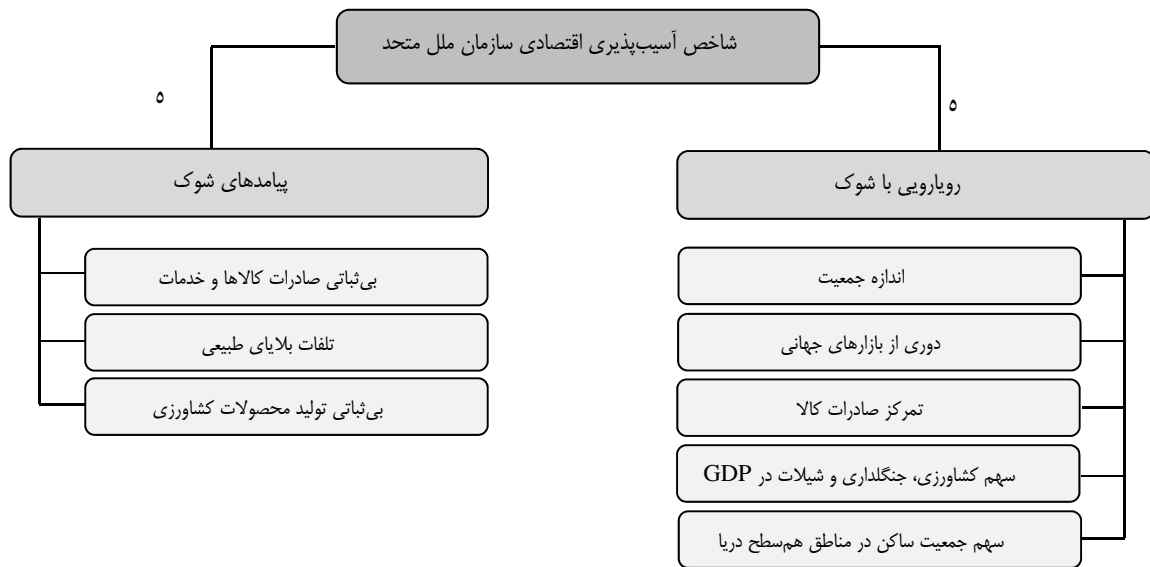 شاخص آسیب‌پذیری اقتصادی سازمان ملل متحد
۵
۵
رویارویی با شوک
اندازه جمعیت
دوری از بازارهای جهانی
تمرکز صادرات کالا
سهم کشاورزی، جنگلداری و شیلات در GDP
سهم جمعیت ساکن در مناطق هم‌سطح دریا
پیامدهای شوک
بی‌ثباتی صادرات کالاها و خدمات
تلفات بلایای طبیعی
بی‌ثباتی تولید محصولات کشاورزی